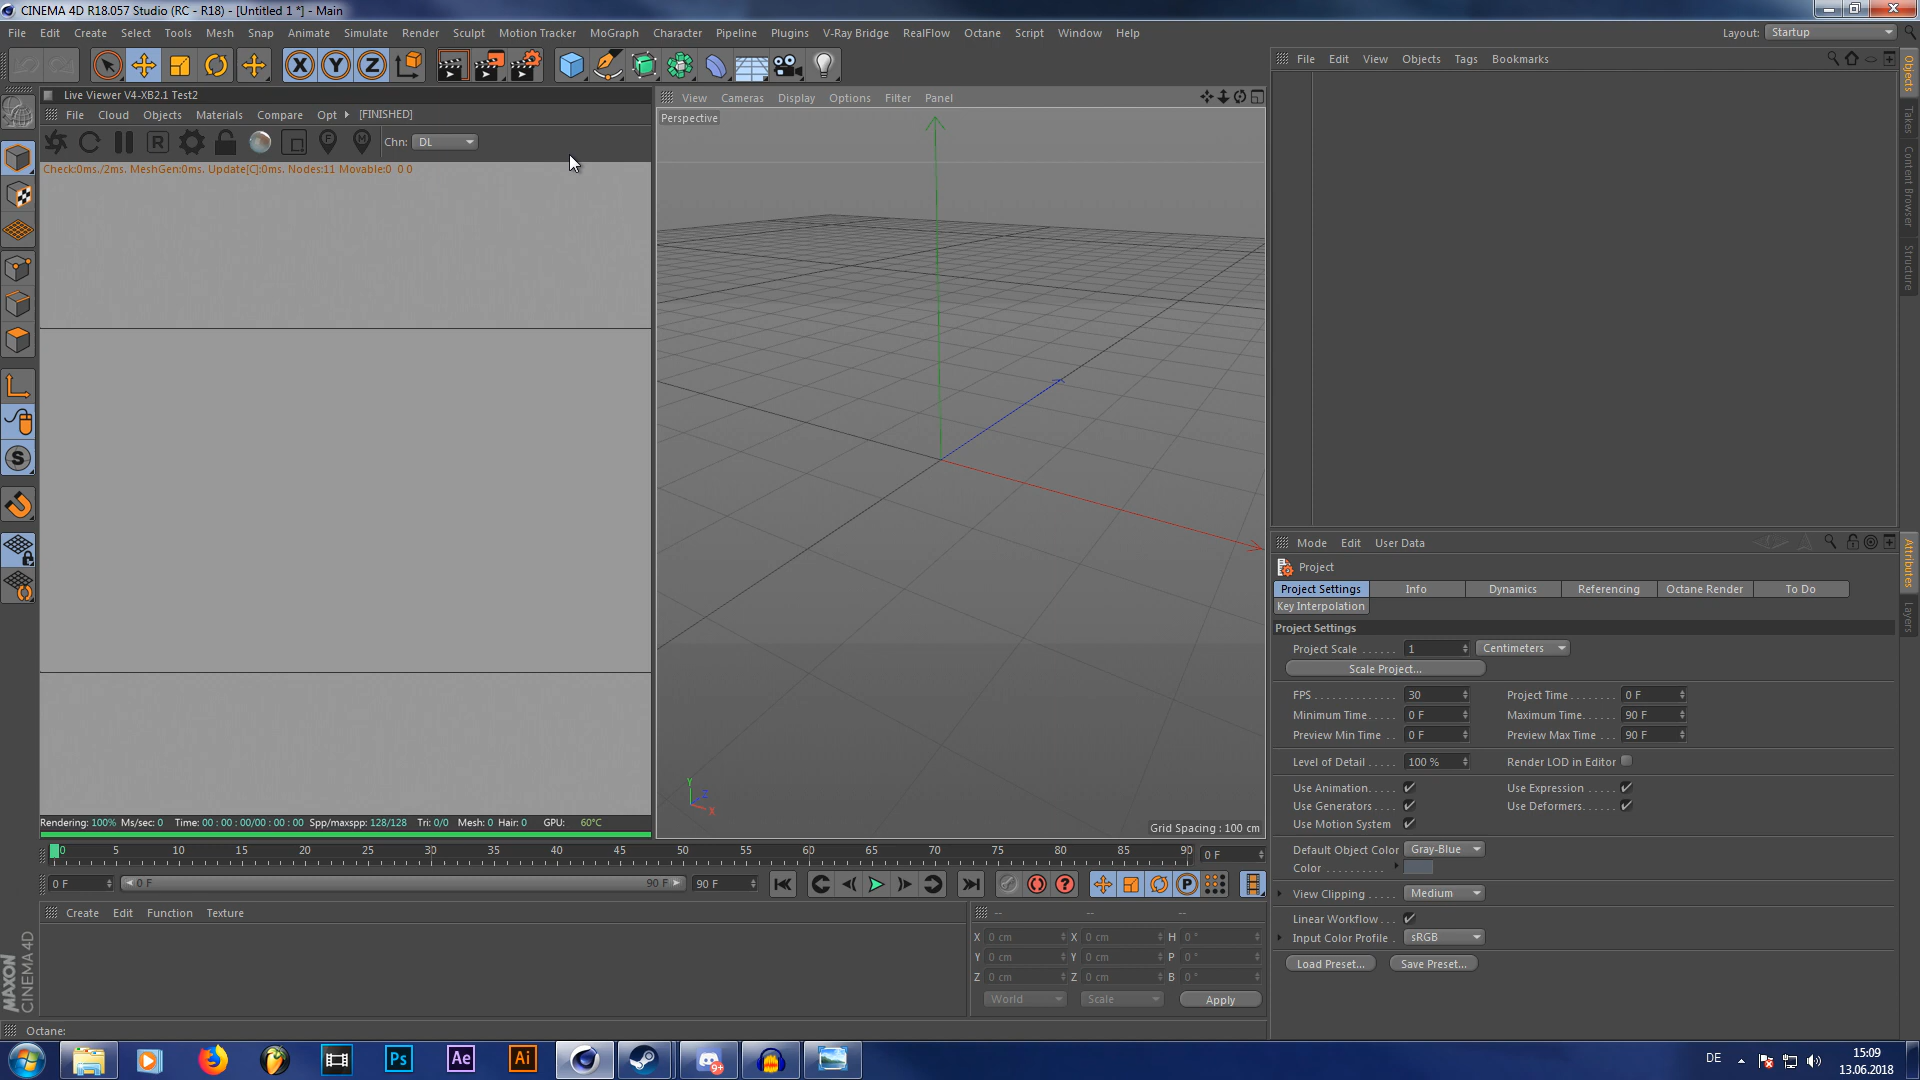 CINEMA 4D R18.057 Studio (RC - R18) - [Untitled 1 *] - Main
File Edit Create Select Tools Mesh Snap Animate Simulate Render Sculpt Motion Tracker MoGraph Character Pipeline Plugins V-Ray Bridge RealFlow Octane Script Window Help
Layout: Startup
X Y Z
Live Viewer V4-XB2.1 Test2
File Cloud Objects Materials Compare Opt [FINISHED]
R F M Chn: DL
Check:0ms./2ms. MeshGen:0ms. Update[C]:0ms. Nodes:11 Movable:0 0 0
Rendering: 100% Ms/sec: 0 Time: 00 : 00 : 00/00 : 00 : 00 Spp/maxspp: 128/128 Tri: 0/0 Mesh: 0 Hair: 0 GPU: 60°C
View Cameras Display Options Filter Panel
Perspective
Y
Z
X
Grid Spacing : 100 cm
S
0 5 10 15 20 25 30 35 40 45 50 55 60 65 70 75 80 85 90 0 F
0 F 0 F 90 F 90 F
? P
Create Edit Function Texture
-- -- --
X 0 cm X 0 cm H 0 °
Y 0 cm Y 0 cm P 0 °
Z 0 cm Z 0 cm B 0 °
World Scale Apply
MAXON
CINEMA 4D
Octane:
File Edit View Objects Tags Bookmarks
Objects
Takes
Content Browser
Structure
Mode Edit User Data
Attributes
Layers
Project
Project Settings Info Dynamics Referencing Octane Render To Do
Key Interpolation
Project Settings
Project Scale . . . . . . 1 Centimeters
Scale Project...
FPS . . . . . . . . . . . . . 30 Project Time . . . . . . . . 0 F
Minimum Time . . . . . 0 F Maximum Time. . . . . . 90 F
Preview Min Time . . 0 F Preview Max Time . . . 90 F
Level of Detail . . . . . 100 % Render LOD in Editor
Use Animation. . . . . Use Expression . . . . .
Use Generators . . . . Use Deformers. . . . . .
Use Motion System
Default Object Color Gray-Blue
Color . . . . . . . . . .
View Clipping . . . . . Medium
Linear Workflow . . .
Input Color Profile . sRGB
Load Preset... Save Preset...
Ps Ae Ai 9+
DE
15:09
13.06.2018